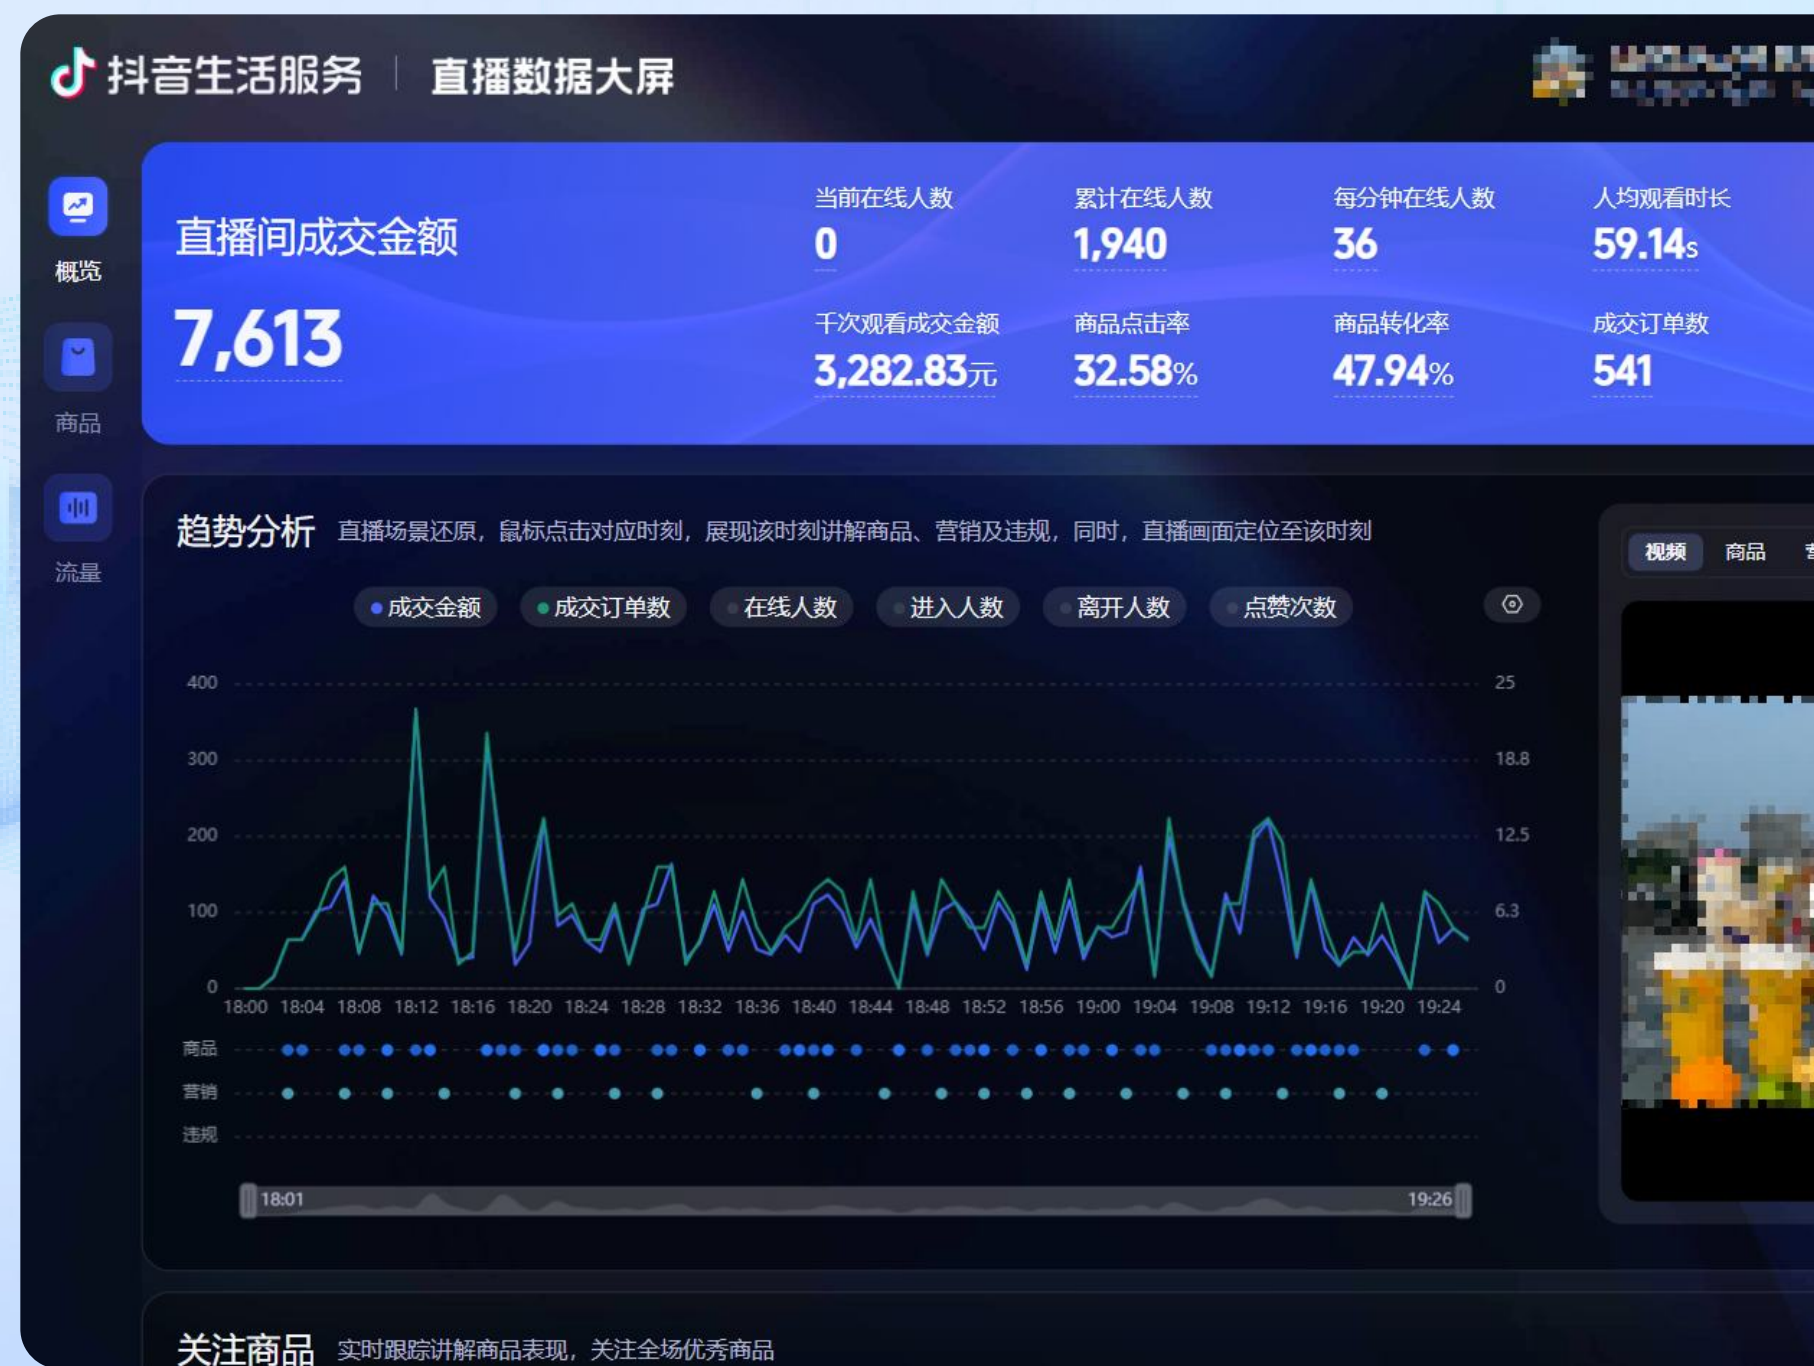 抖音生活服务 | 直播数据大屏
概览
商品
流量
直播间成交金额
7,613
当前在线人数 累计在线人数 每分钟在线人数 人均观看时长
0 1,940 36 59.14s
千次观看成交金额 商品点击率 商品转化率 成交订单数
3,282.83元 32.58% 47.94% 541
趋势分析 直播场景还原，鼠标点击对应时刻，展现该时刻讲解商品、营销及违规，同时，直播画面定位至该时刻
视频 商品
成交金额 成交订单数 在线人数 进入人数 离开人数 点赞次数
400 25
300 18.8
200 12.5
100 6.3
0 0
18:00 18:04 18:08 18:12 18:16 18:20 18:24 18:28 18:32 18:36 18:40 18:44 18:48 18:52 18:56 19:00 19:04 19:08 19:12 19:16 19:20 19:24
商品
营销
违规
18:01 19:26
关注商品 实时跟踪讲解商品表现，关注全场优秀商品